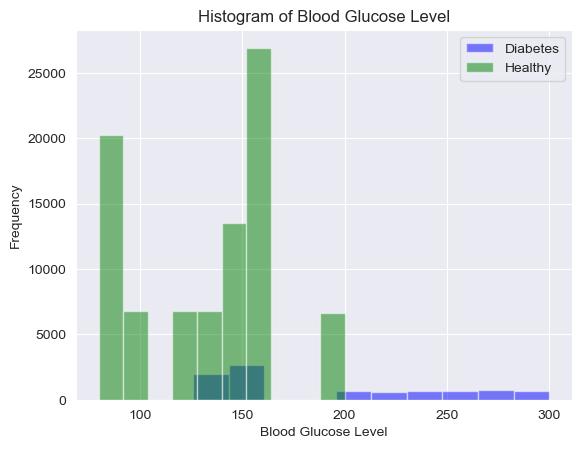 Histogram of Blood Glucose Level
Diabetes
Healthy
25000
20000
15000
10000
5000
0
Frequency
100
150
200
250
300
Blood Glucose Level